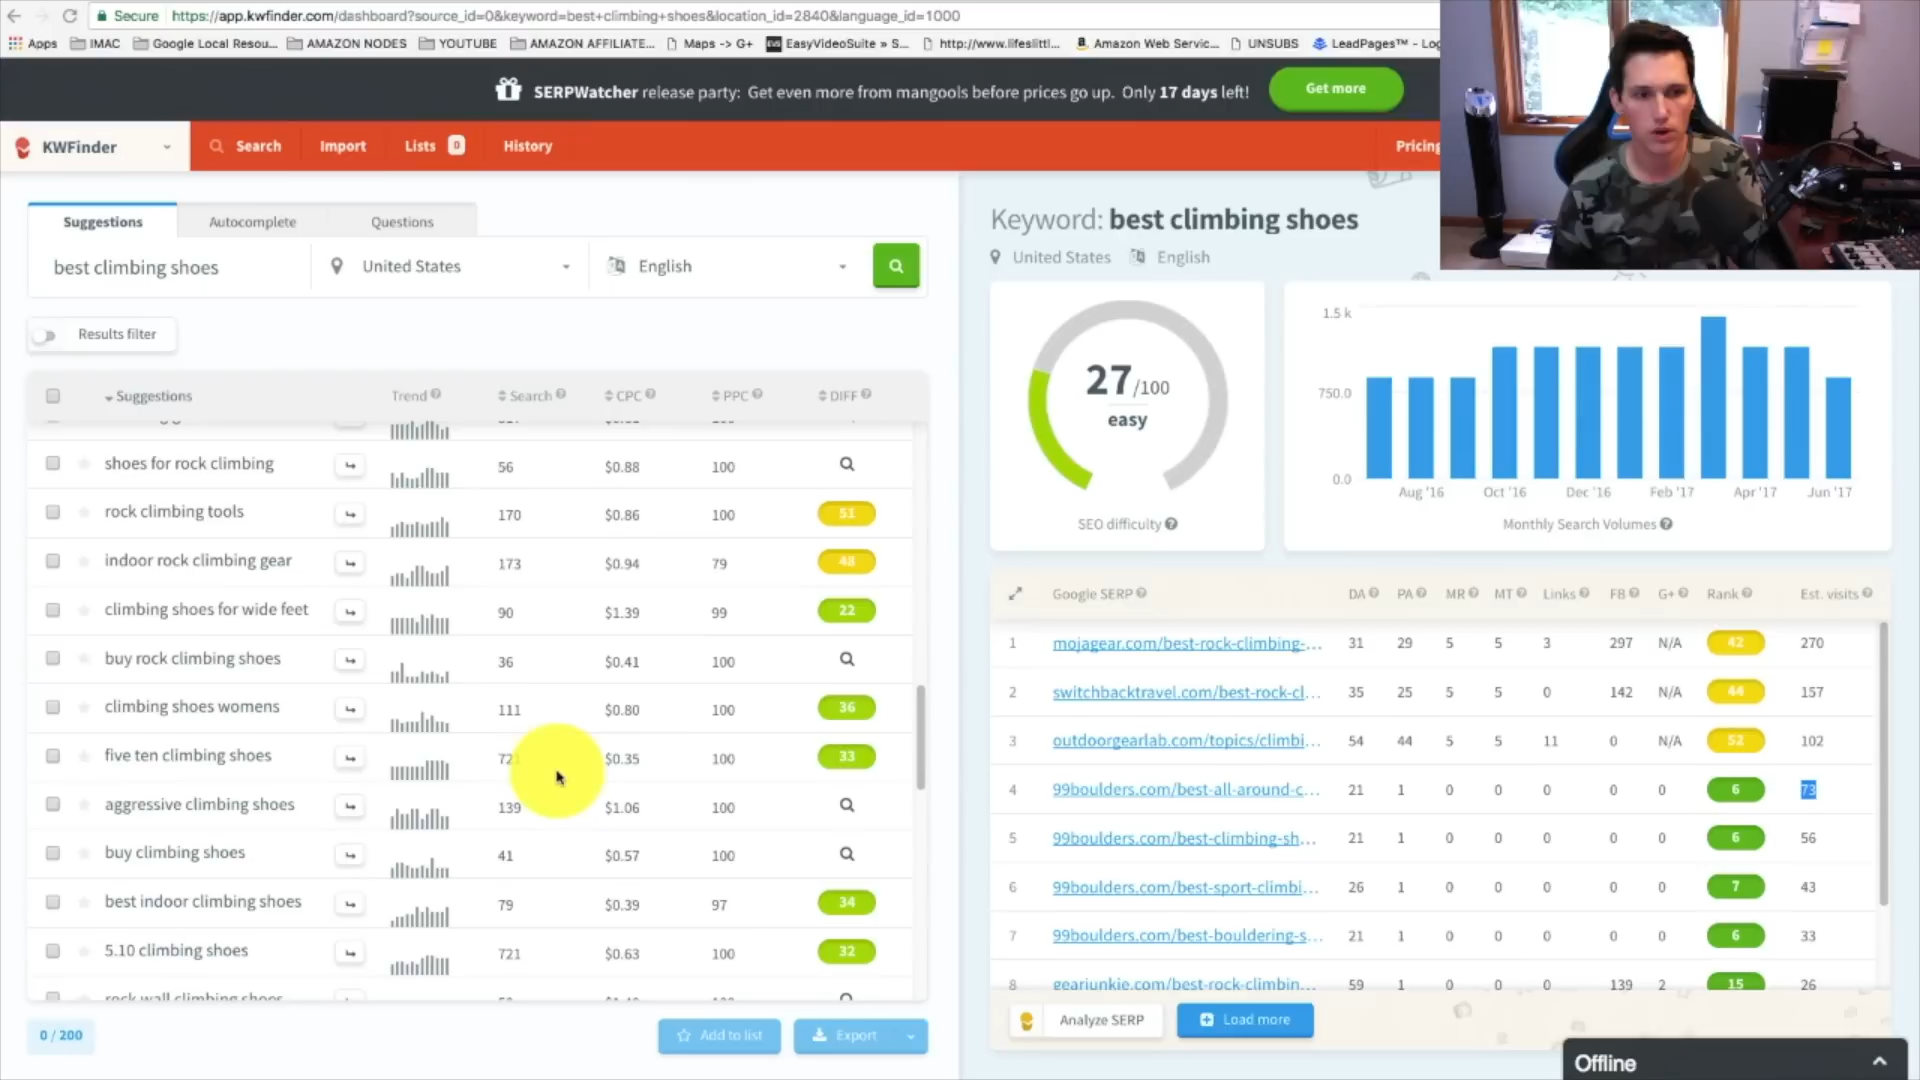 Secure https://app.kwfinder.com/dashboard?source_id=0&keyword=best+climbing+shoes&location_id=2840&language_id=1000
Apps IMAC Google Local Resou... AMAZON NODES YOUTUBE AMAZON AFFILIATE... Maps -> G+ EasyVideoSuite » S... http://www.lifeslittl... Amazon Web Servic... UNSUBS LeadPages™ - Log
SERPWatcher release party: Get even more from mangools before prices go up. Only 17 days left! Get more
KWFinder Search Import Lists 0 History Pricing
Suggestions Autocomplete Questions
best climbing shoes United States English
Results filter
Suggestions Trend Search CPC PPC DIFF
shoes for rock climbing 56 $0.88 100
rock climbing tools 170 $0.86 100 51
indoor rock climbing gear 173 $0.94 79 48
climbing shoes for wide feet 90 $1.39 99 22
buy rock climbing shoes 36 $0.41 100
climbing shoes womens 111 $0.80 100 36
five ten climbing shoes 721 $0.35 100 33
aggressive climbing shoes 139 $1.06 100
buy climbing shoes 41 $0.57 100
best indoor climbing shoes 79 $0.39 97 34
5.10 climbing shoes 721 $0.63 100 32
rock wall climbing shoes
0 / 200 Add to list Export
Keyword: best climbing shoes
United States English
27/100
easy
SEO difficulty
1.5 k
750.0
0.0
Aug '16 Oct '16 Dec '16 Feb '17 Apr '17 Jun '17
Monthly Search Volumes
Google SERP DA PA MR MT Links FB G+ Rank Est. visits
1 mojagear.com/best-rock-climbing-... 31 29 5 5 3 297 N/A 42 270
2 switchbacktravel.com/best-rock-cl... 35 25 5 5 0 142 N/A 44 157
3 outdoorgearlab.com/topics/climbi... 54 44 5 5 11 0 N/A 52 102
4 99boulders.com/best-all-around-c... 21 1 0 0 0 0 0 6 73
5 99boulders.com/best-climbing-sh... 21 1 0 0 0 0 0 6 56
6 99boulders.com/best-sport-climbi... 26 1 0 0 0 0 0 7 43
7 99boulders.com/best-bouldering-s... 21 1 0 0 0 0 0 6 33
8 gearjunkie.com/best-rock-climbin... 59 1 0 0 0 139 2 15 26
Analyze SERP Load more
Offline